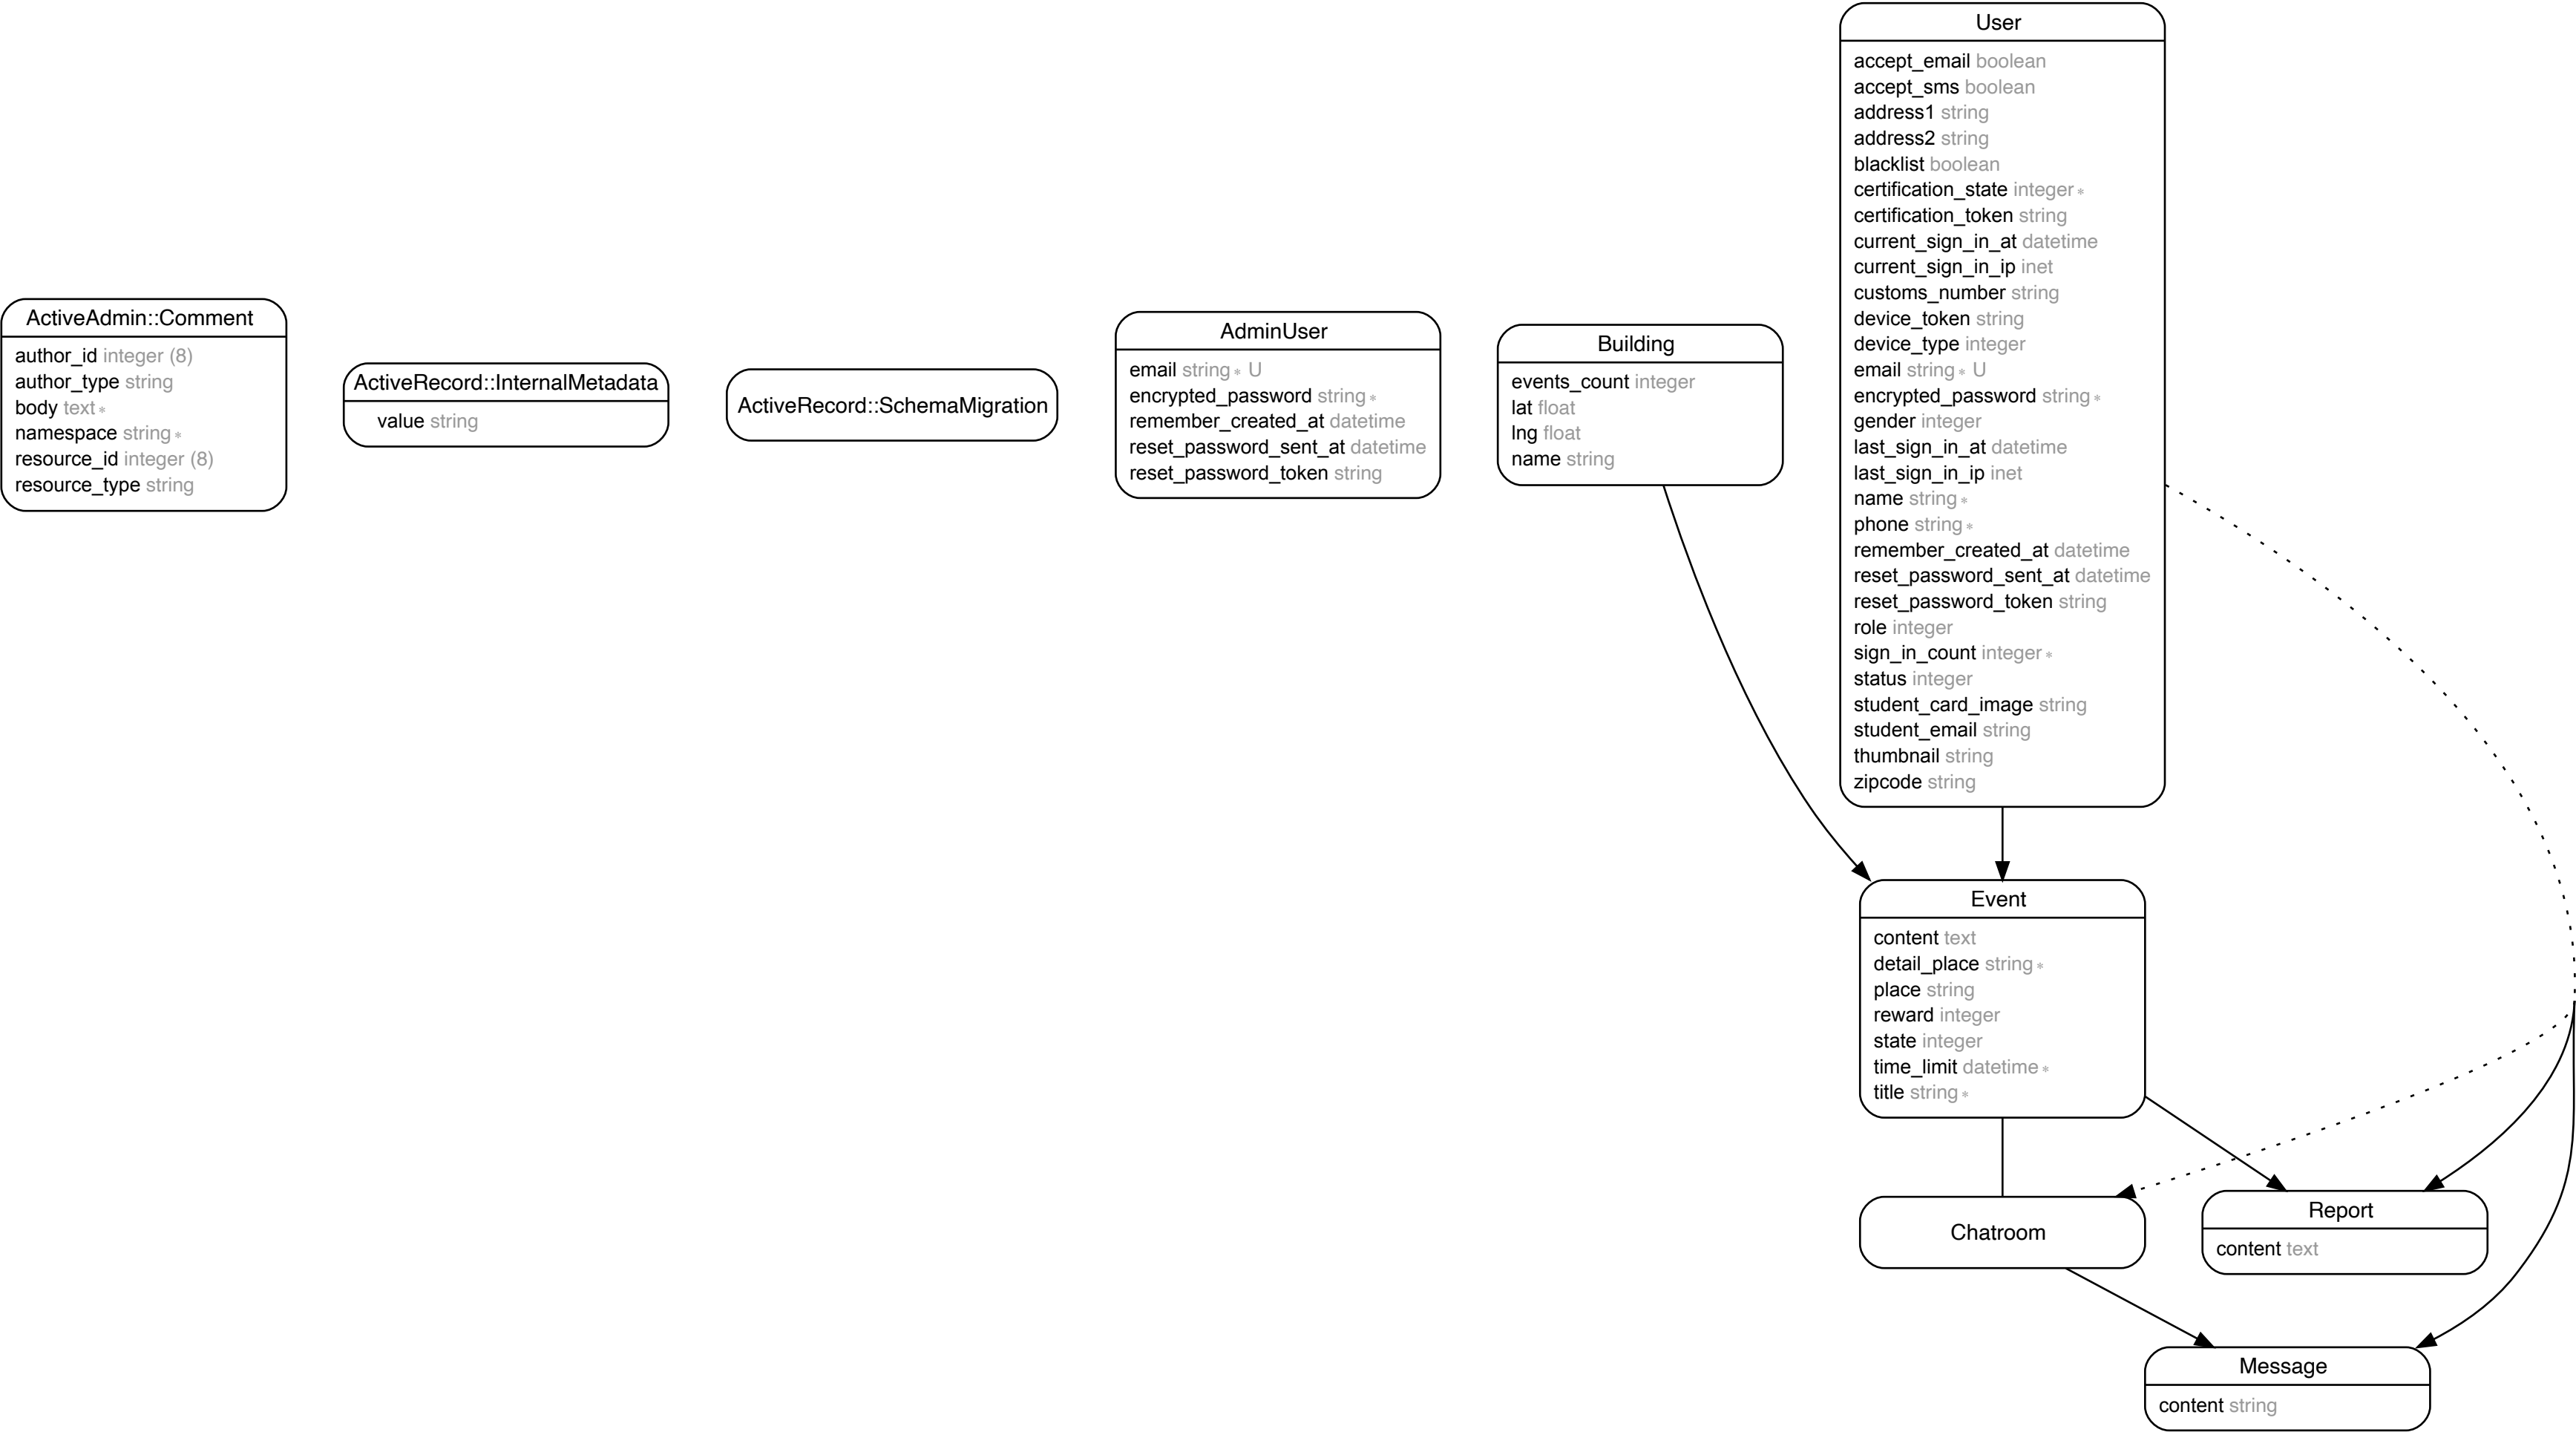 ActiveAdmin::Comment
author_id integer (8)
author_type string
body text *
namespace string *
resource_id integer (8)
resource_type string
ActiveRecord::InternalMetadata
value string
ActiveRecord::SchemaMigration
AdminUser
email string * U
encrypted_password string *
remember_created_at datetime
reset_password_sent_at datetime
reset_password_token string
Building
events_count integer
lat float
lng float
name string
User
accept_email boolean
accept_sms boolean
address1 string
address2 string
blacklist boolean
certification_state integer *
certification_token string
current_sign_in_at datetime
current_sign_in_ip inet
customs_number string
device_token string
device_type integer
email string * U
encrypted_password string *
gender integer
last_sign_in_at datetime
last_sign_in_ip inet
name string *
phone string *
remember_created_at datetime
reset_password_sent_at datetime
reset_password_token string
role integer
sign_in_count integer *
status integer
student_card_image string
student_email string
thumbnail string
zipcode string
Event
content text
detail_place string *
place string
reward integer
state integer
time_limit datetime *
title string *
Chatroom
Report
content text
Message
content string